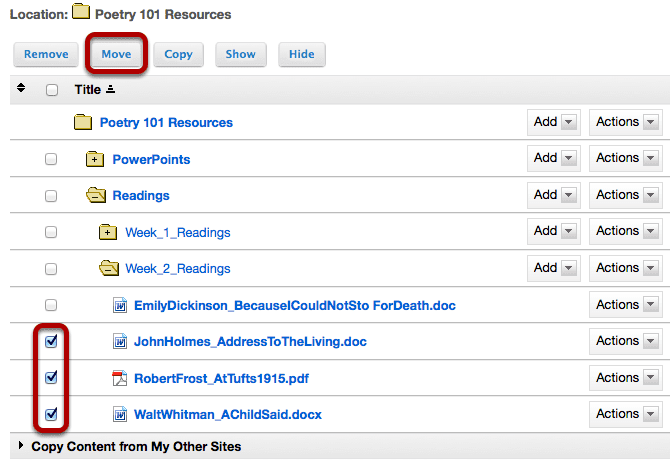 Location: Poetry 101 Resources
Remove Move Copy Show Hide
Title
Poetry 101 Resources Add Actions
PowerPoints Add Actions
Readings Add Actions
Week_1_Readings Add Actions
Week_2_Readings Add Actions
EmilyDickinson_BecauseICouldNotSto ForDeath.doc Actions
JohnHolmes_AddressToTheLiving.doc Actions
RobertFrost_AtTufts1915.pdf Actions
WaltWhitman_AChildSaid.docx Actions
Copy Content from My Other Sites